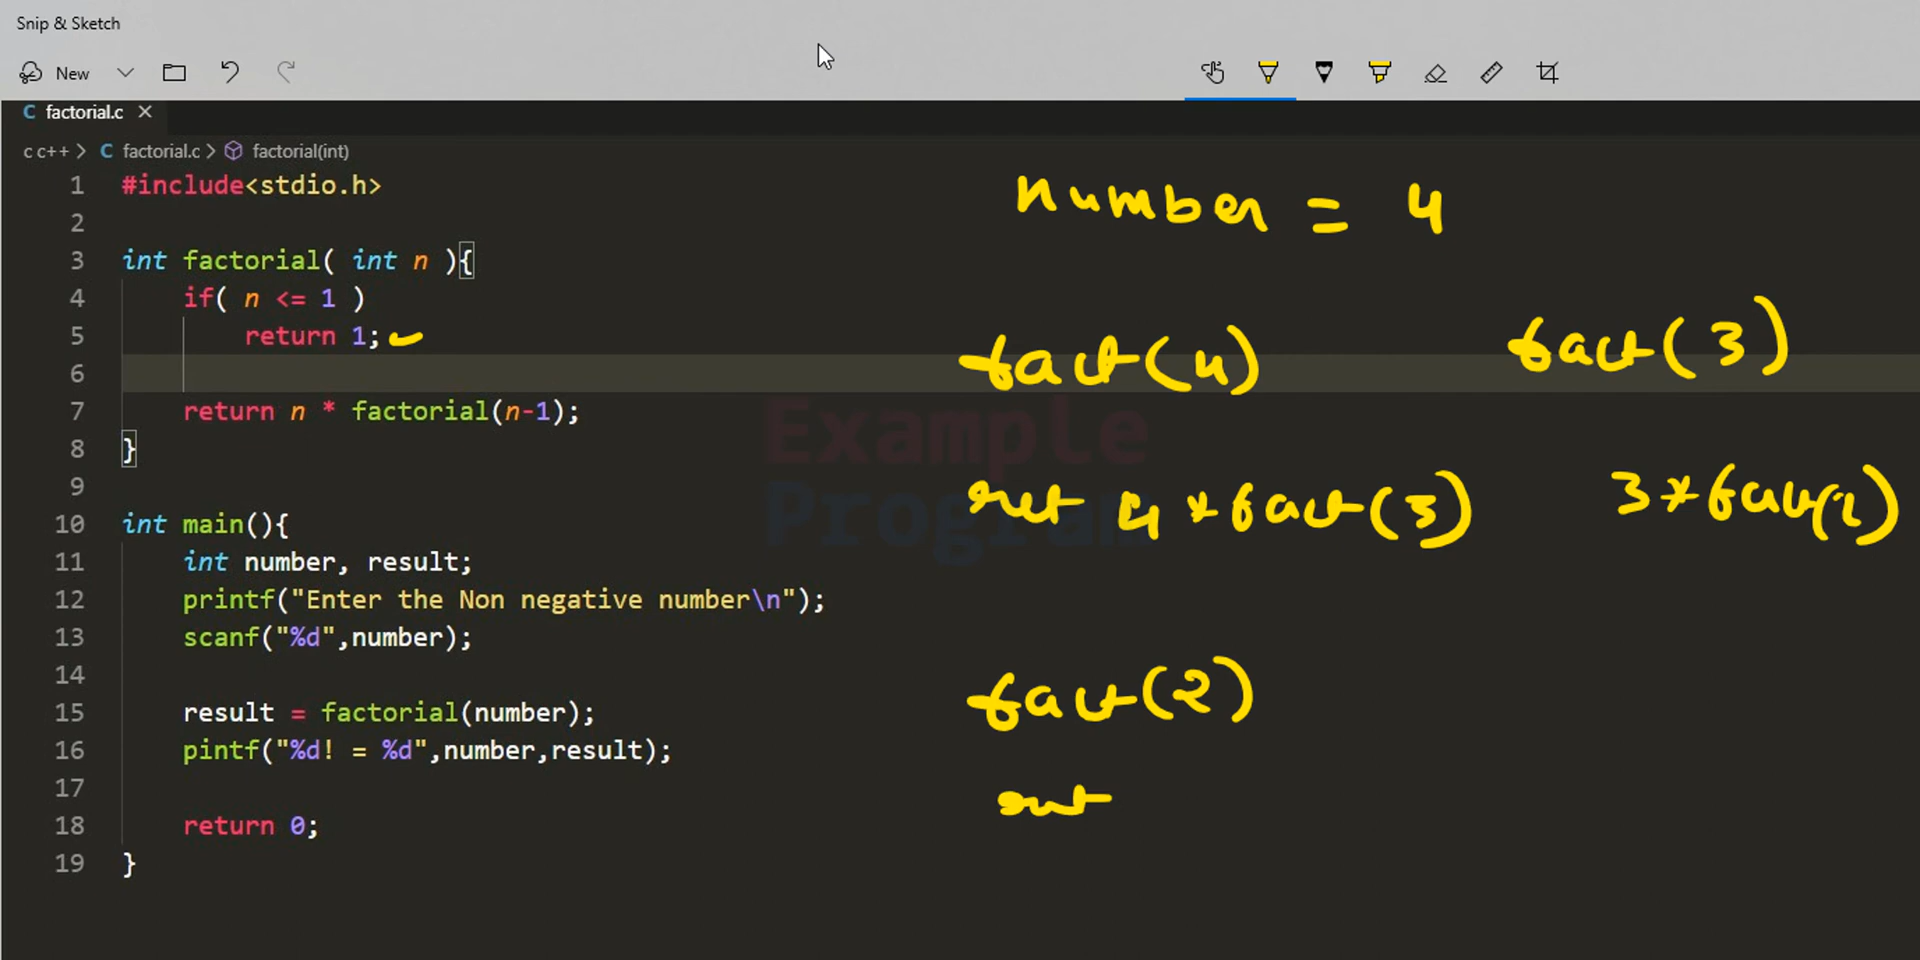 Snip & Sketch
New
factorial.c
c c++ > C factorial.c > factorial(int)
1 #include<stdio.h>
2
3 int factorial( int n ){
4 if( n <= 1 )
5 return 1;
6
7 return n * factorial(n-1);
8 }
9
10 int main(){
11 int number, result;
12 printf("Enter the Non negative number\n");
13 scanf("%d",number);
14
15 result = factorial(number);
16 pintf("%d! = %d",number,result);
17
18 return 0;
19 }
number = 4
fact(4)
fact(3)
Example
Program
ret 4 * fact(3)
3 * fact(2)
fact(2)
ret